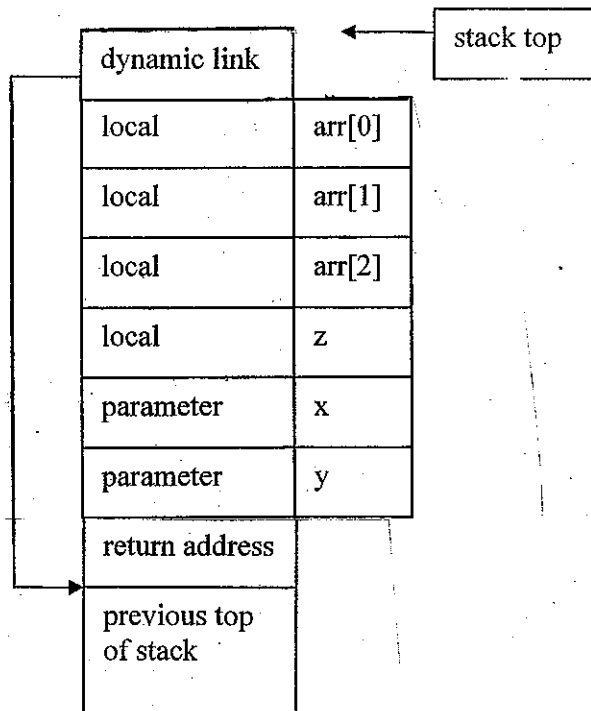 stack top
dynamic link
local arr[0]
local arr[1]
local arr[2]
local z
parameter x
parameter y
return address
previous top
of stack